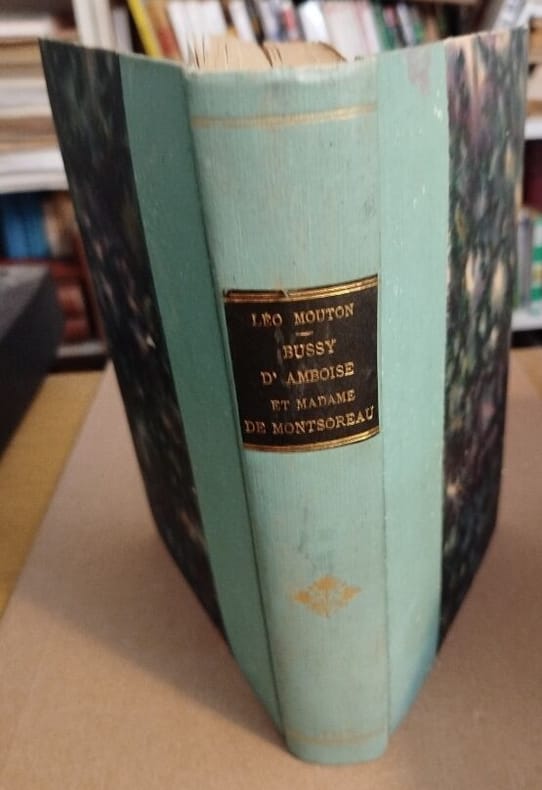 LÉO MOUTON
BUSSY
D' AMBOISE
ET MADAME
DE MONTSOREAU